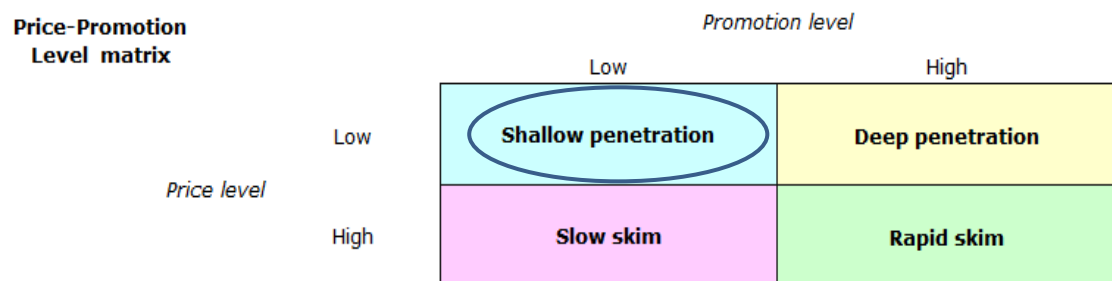 Price-Promotion
Level matrix
Promotion level
Low High
Low Shallow penetration Deep penetration
Price level
High Slow skim Rapid skim